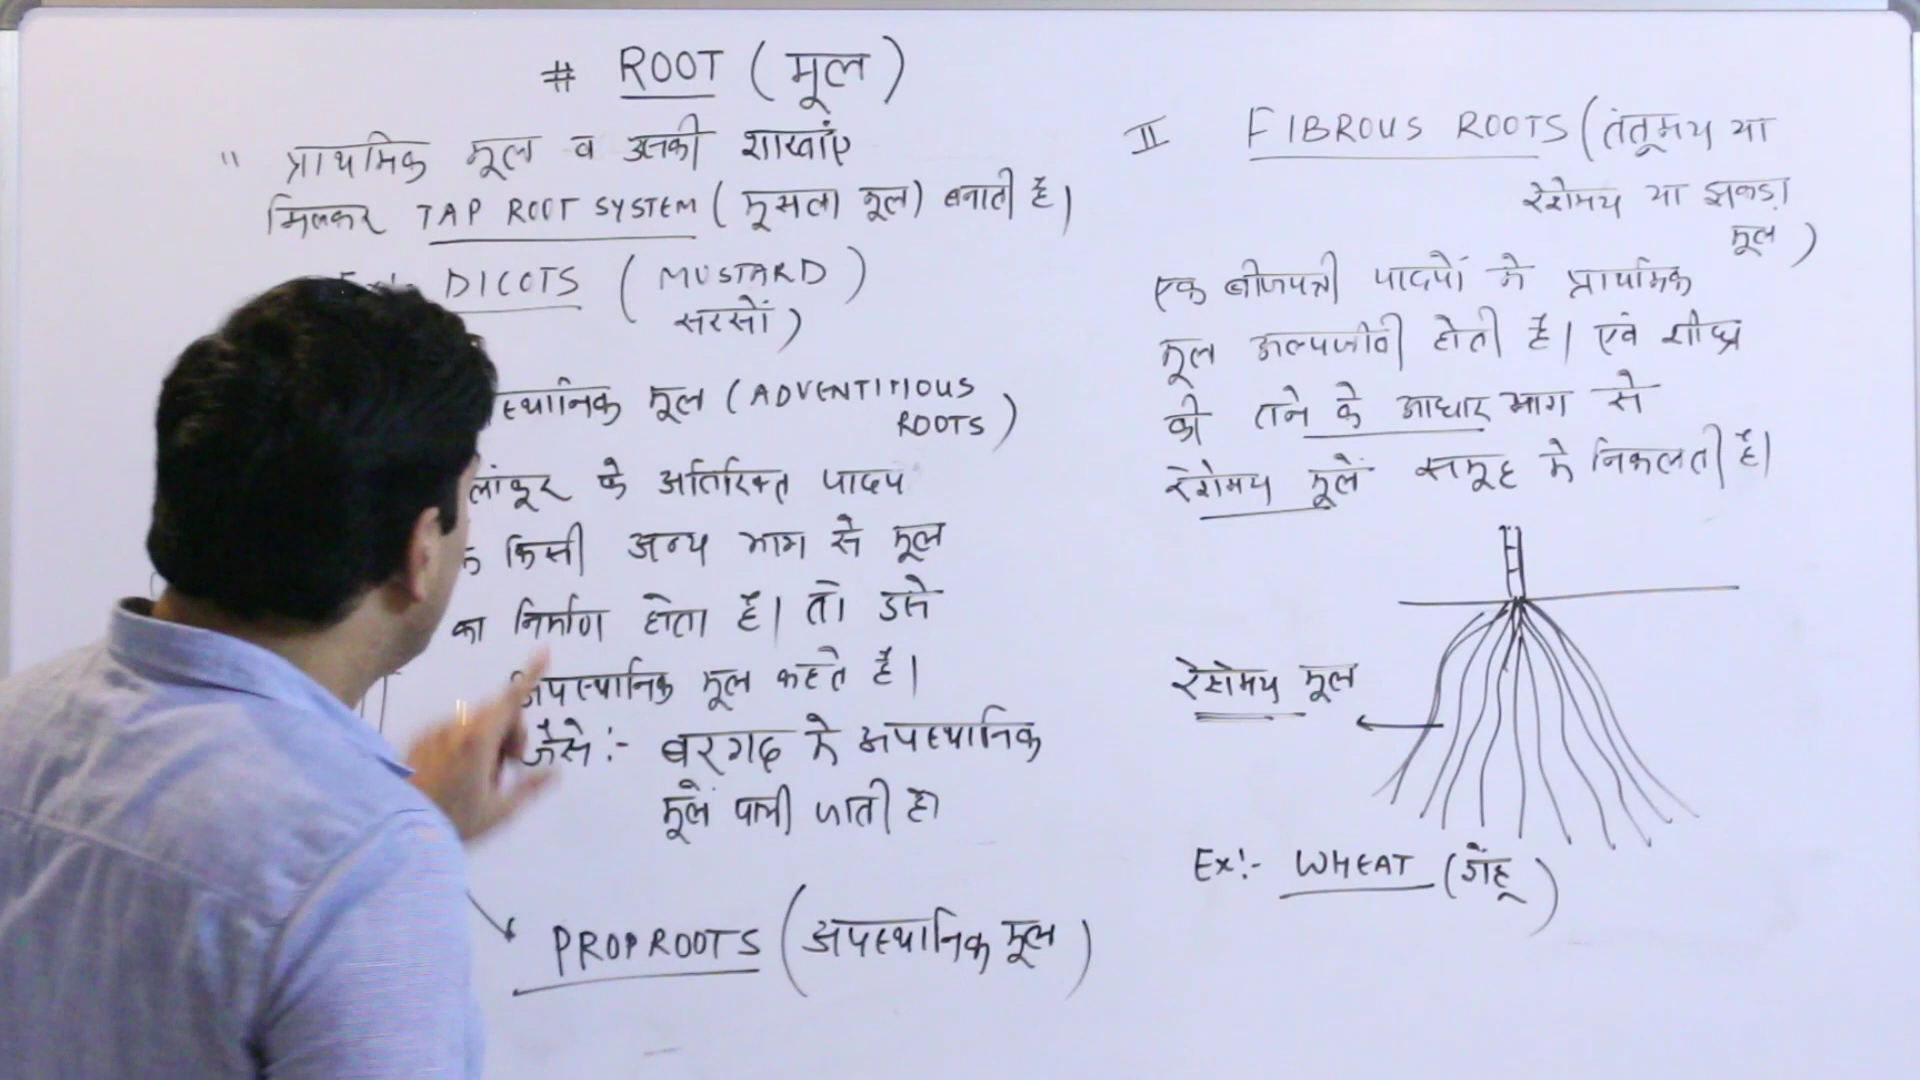 # ROOT (मूल)
" प्राथमिक मूल व उसकी शाखाएं
मिलकर TAP ROOT SYSTEM (मूसला मूल) बनाती है।
DICOTS (MUSTARD)
सरसों)
स्थानिक मूल (ADVENTITIOUS
ROOTS)
लांकूर के अतिरिक्त पादप
किसी अन्य भाग से मूल
का निर्माण होता है। तो उसे
अपस्थानिक मूल कहते है।
जैसे:- बरगद मे अपस्थानिक
मूलें पायी जाती है
PROPROOTS (अपस्थानिक मूल)
II FIBROUS ROOTS (तंतूमय या
रेशेमय या झकड़ा
मूल)
एक बीजपत्री पादपों मे प्राथमिक
मूल अल्पजीवी होती है। एवं शीघ्र
की तने के आधार भाग से
रेशेमय मूलें समूह मे निकलती है।
रेशेमय मूल
Ex:- WHEAT (गेंहू)